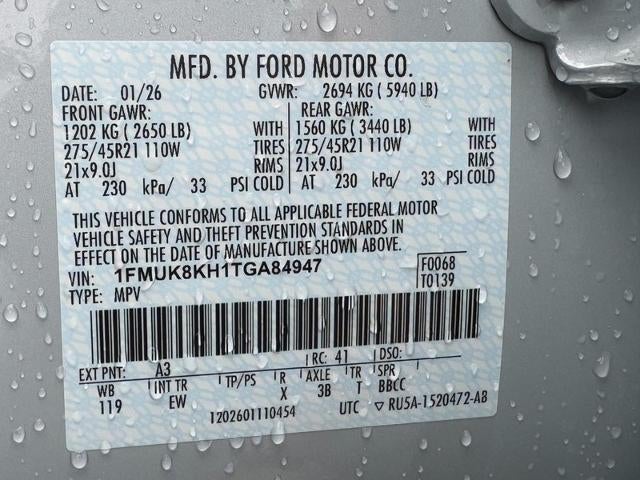 MFD. BY FORD MOTOR CO.
DATE: 01/26 GVWR: 2694 KG ( 5940 LB)
FRONT GAWR: REAR GAWR:
1202 KG ( 2650 LB) WITH 1560 KG ( 3440 LB) WITH
275/45R21 110W TIRES 275/45R21 110W TIRES
21x9.0J RIMS 21x9.0J RIMS
AT 230 kPa/ 33 PSI COLD AT 230 kPa/ 33 PSI COLD
THIS VEHICLE CONFORMS TO ALL APPLICABLE FEDERAL MOTOR
VEHICLE SAFETY AND THEFT PREVENTION STANDARDS IN
EFFECT ON THE DATE OF MANUFACTURE SHOWN ABOVE.
VIN: 1FMUK8KH1TGA84947 F0068
TYPE: MPV T0139
EXT PNT: A3 RC: 41 DSO:
WB INT TR TP/PS R AXLE TR SPR
119 EW X 3B T BBCC
1202601110454 UTC ▽ RU5A-1520472-AB